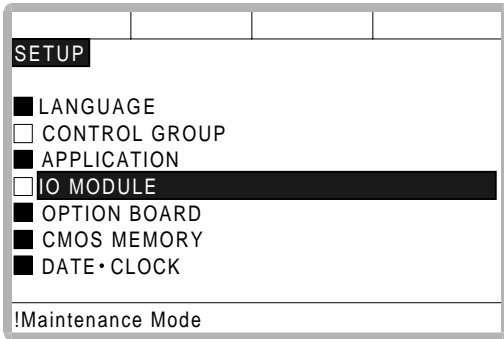 SETUP
LANGUAGE
CONTROL GROUP
APPLICATION
IO MODULE
OPTION BOARD
CMOS MEMORY
DATE・CLOCK
!Maintenance Mode